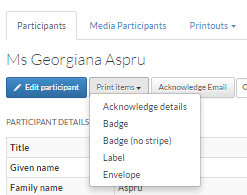 Participants Media Participants Printouts
Ms Georgiana Aspru
Edit participant Print items Acknowledge Email
Acknowledge details
PARTICIPANT DETAILS
Badge
Badge (no stripe)
Title
Label
Given name
Envelope
Family name Aspru